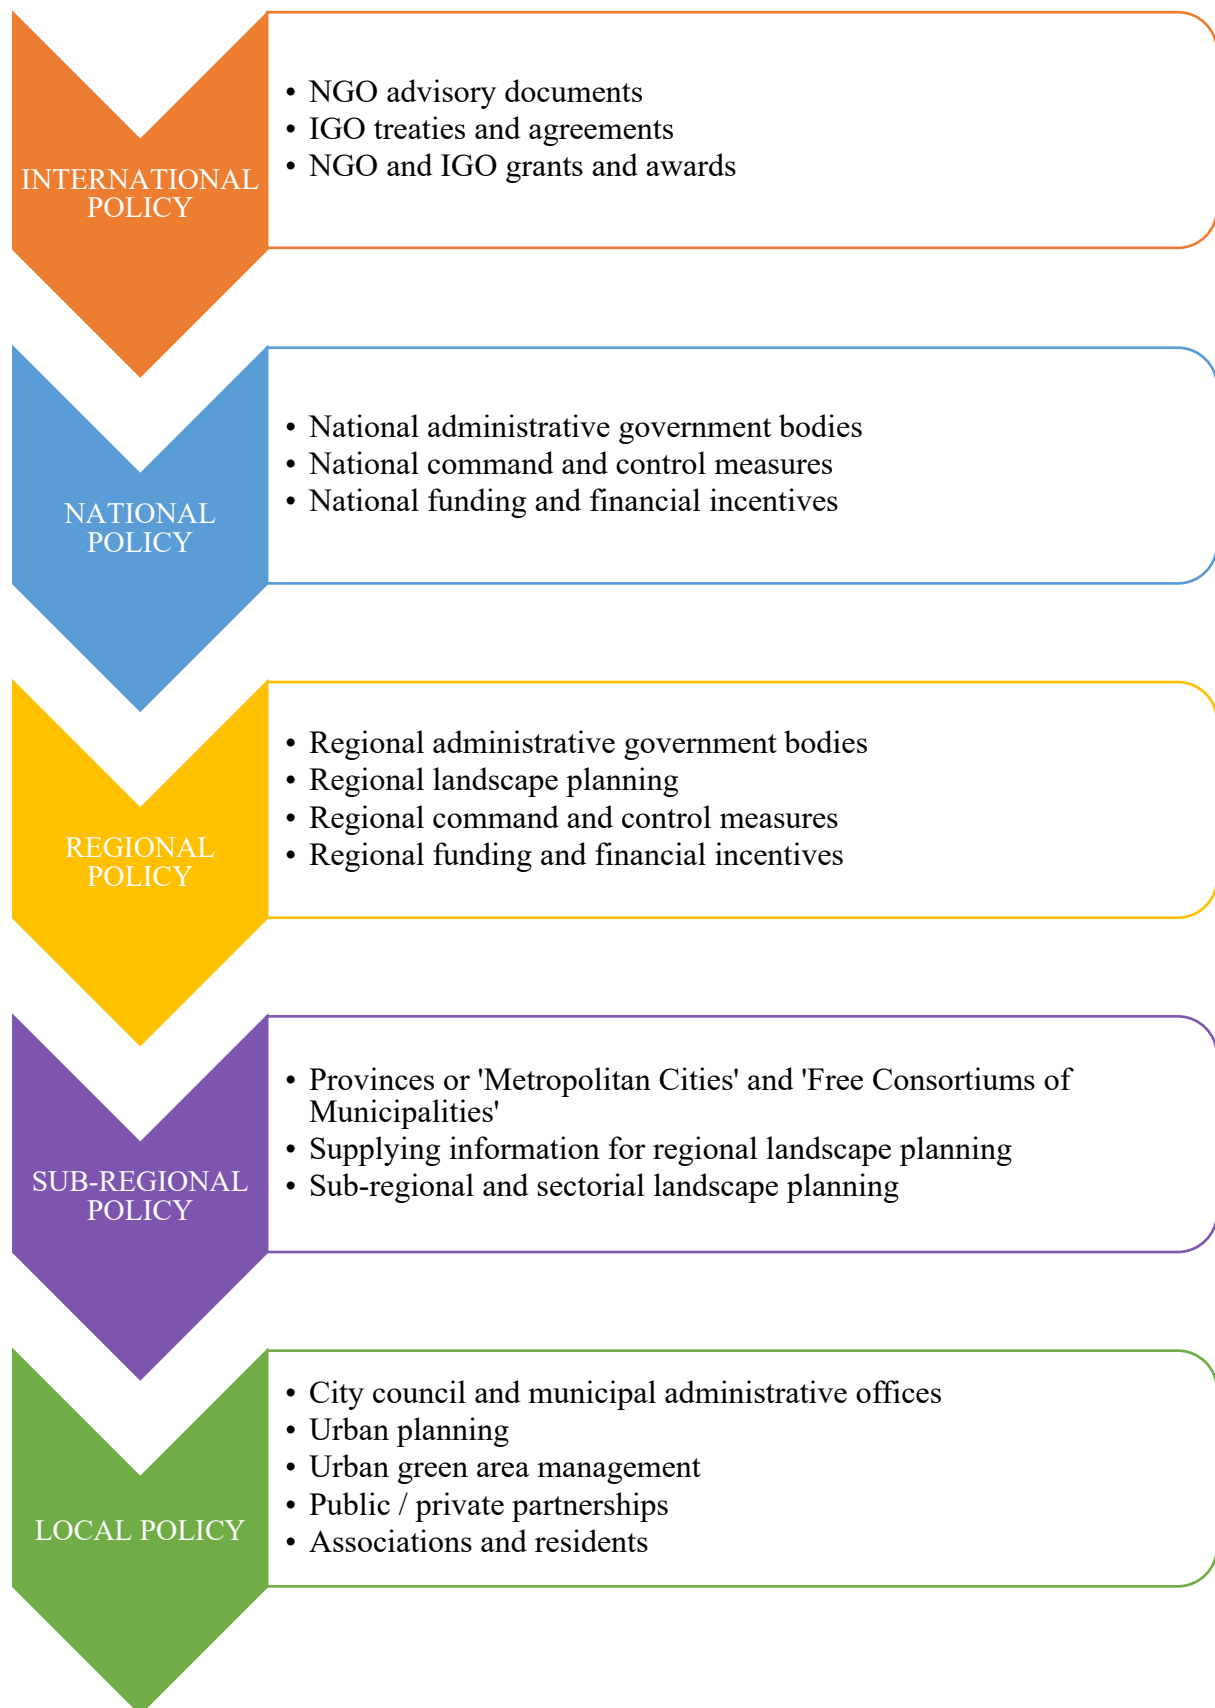 INTERNATIONAL
POLICY
• NGO advisory documents
• IGO treaties and agreements
• NGO and IGO grants and awards
NATIONAL
POLICY
• National administrative government bodies
• National command and control measures
• National funding and financial incentives
REGIONAL
POLICY
• Regional administrative government bodies
• Regional landscape planning
• Regional command and control measures
• Regional funding and financial incentives
SUB-REGIONAL
POLICY
• Provinces or 'Metropolitan Cities' and 'Free Consortiums of
Municipalities'
• Supplying information for regional landscape planning
• Sub-regional and sectorial landscape planning
LOCAL POLICY
• City council and municipal administrative offices
• Urban planning
• Urban green area management
• Public / private partnerships
• Associations and residents